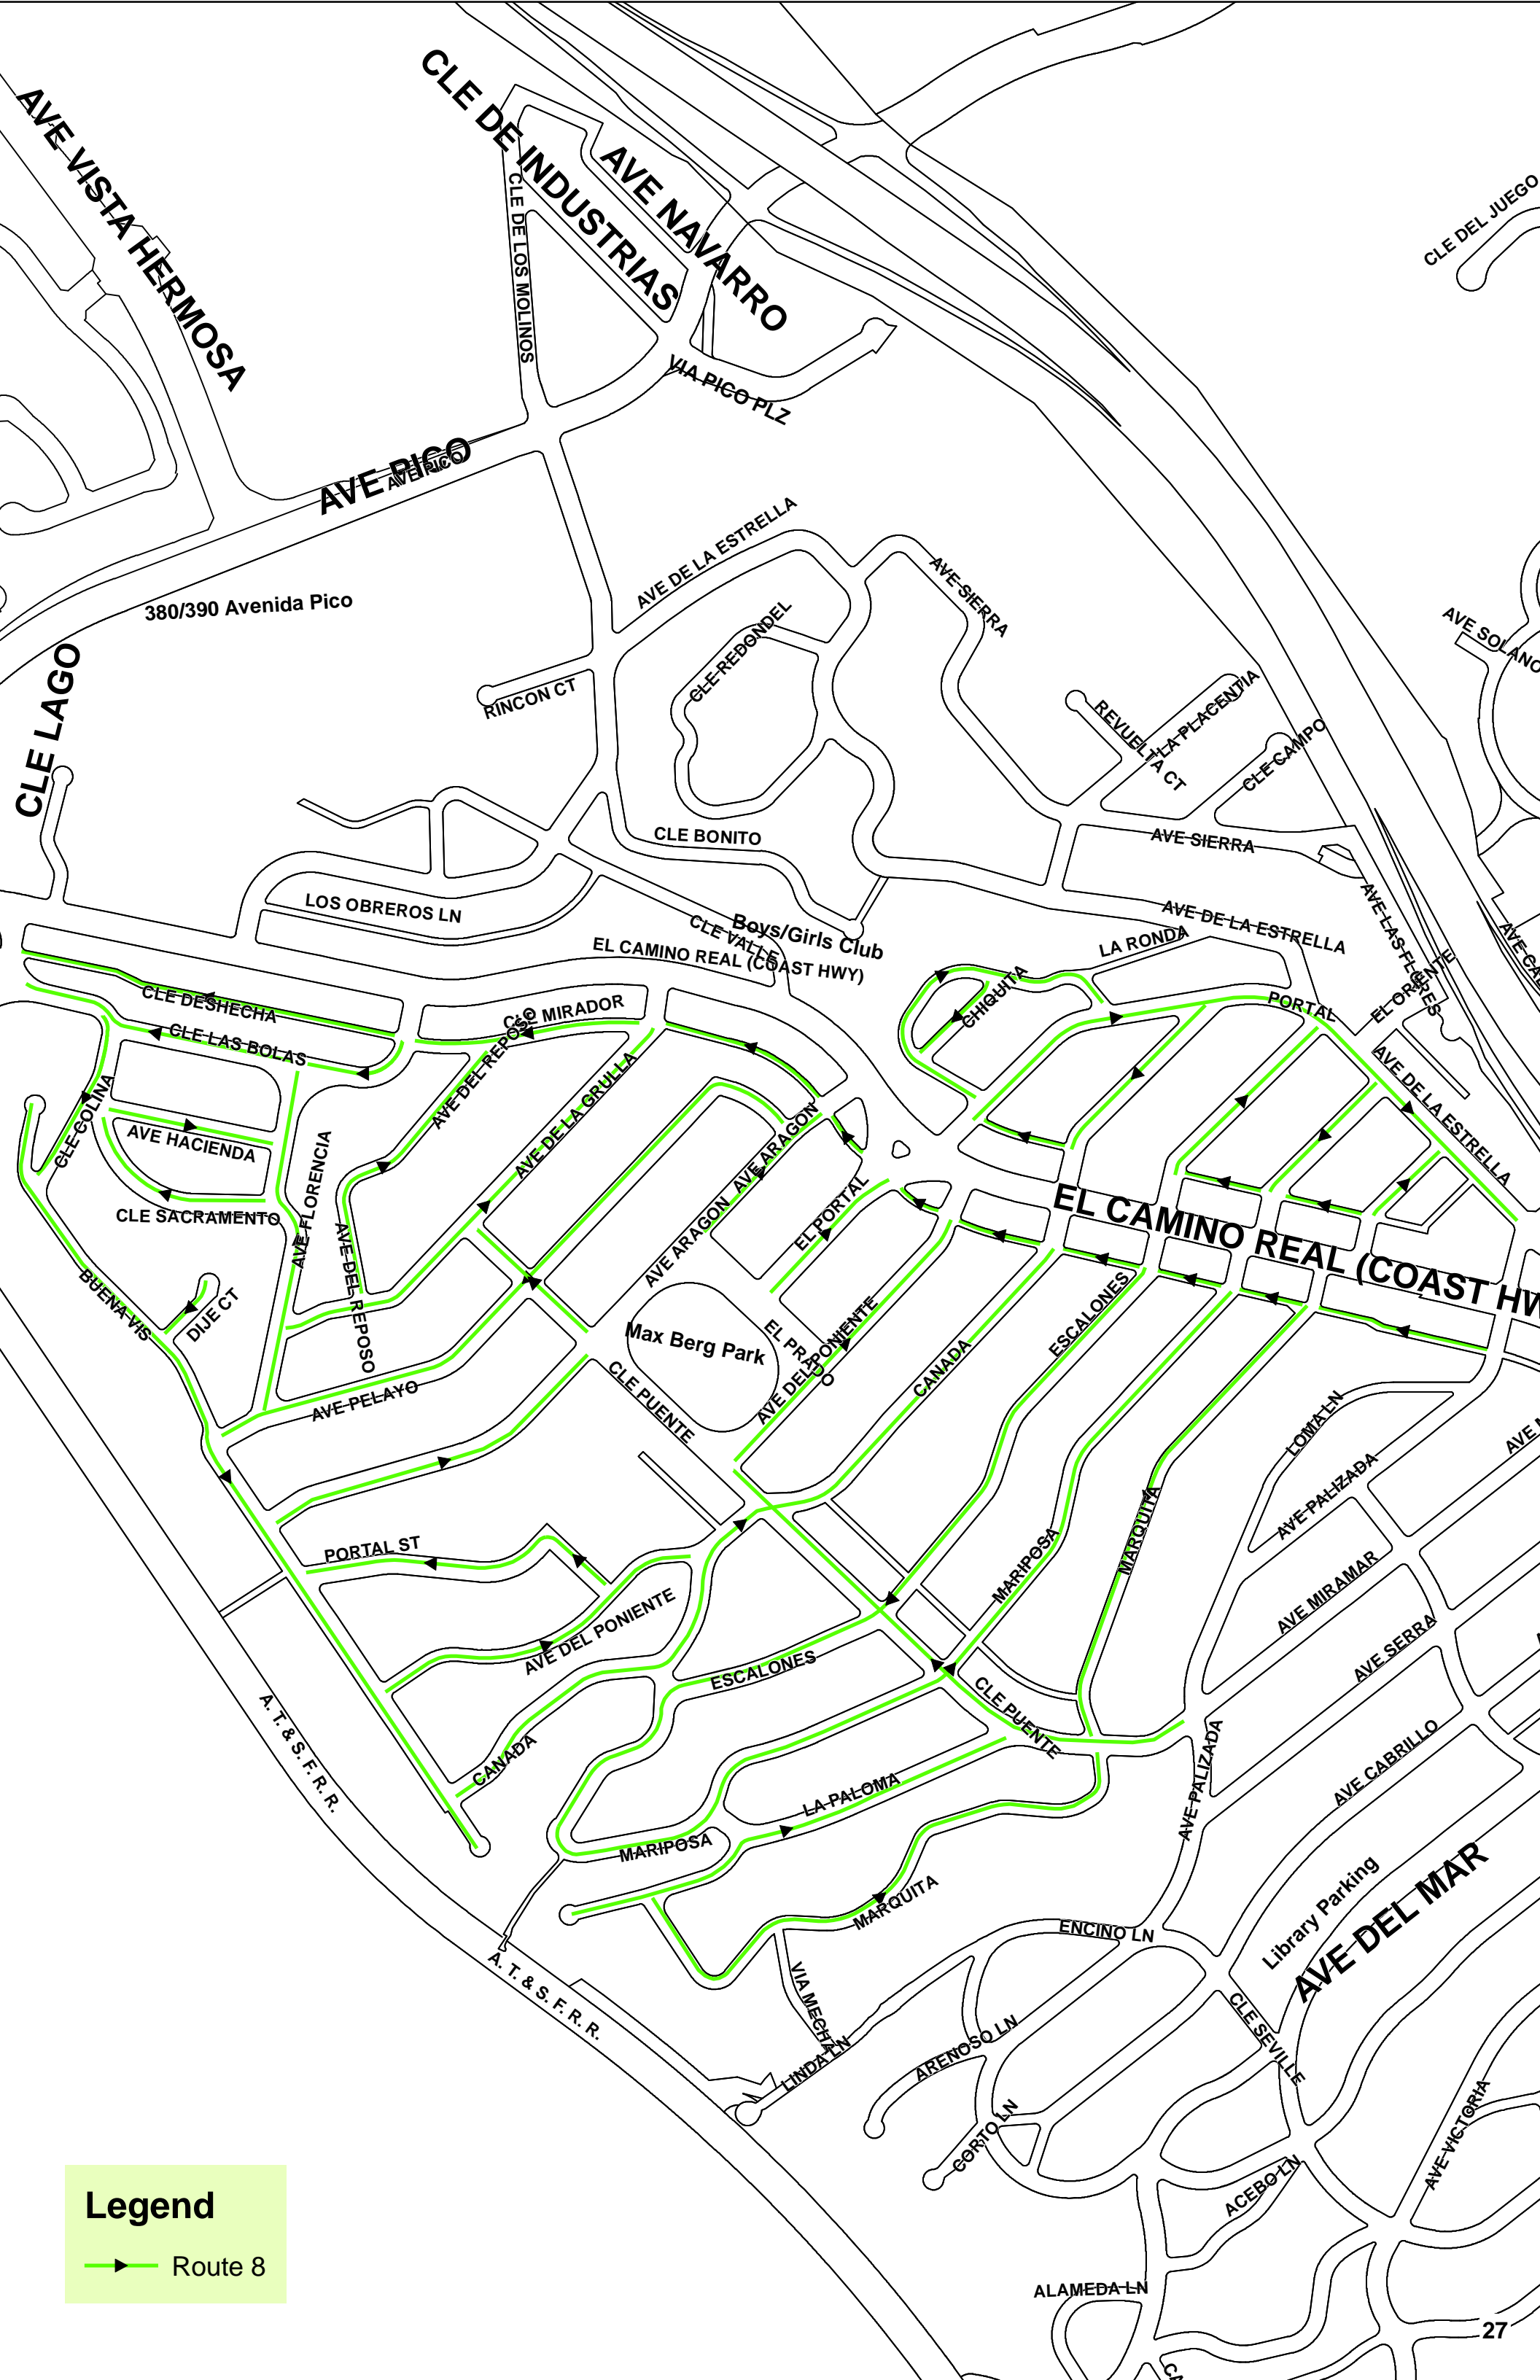 CLE DE INDUSTRIAS
AVE VISTA HERMOSA
AVE NAVARRO
CLE DE LOS MOLINOS
CLE DEL JUEGO
VIA PICO PLZ
AVE PICO
AVE PICO
AVE DE LA ESTRELLA
AVE SIERRA
380/390 Avenida Pico
CLE REDONDEL
AVE SOLANO
CLE LAGO
RINCON CT
REVUELTA CT
LA PLACENTIA
CLE CAMPO
CLE BONITO
AVE SIERRA
LOS OBREROS LN
CLE VALLE
Boys/Girls Club
EL CAMINO REAL (COAST HWY)
AVE DE LA ESTRELLA
LA RONDA
AVE LAS FLORES
EL ORIENTE
CHIQUITA
PORTAL
CLE DESHECHA
CLE MIRADOR
CLE LAS BOLAS
AVE DEL REPOSO
AVE DE LA GRULLA
AVE DE LA ESTRELLA
CLE COLINA
AVE HACIENDA
AVE ARAGON
AVE ARAGON
CLE SACRAMENTO
AVE FLORENCIA
AVE DEL REPOSO
EL PORTAL
EL CAMINO REAL (COAST HW
BUENA VIS
DIJE CT
Max Berg Park
EL PRADO
AVE DEL PONIENTE
CANADA
ESCALONES
AVE PELAYO
CLE PUENTE
LOMA LN
AVE PALIZADA
MARQUITA
MARIPOSA
PORTAL ST
AVE MIRAMAR
AVE DEL PONIENTE
AVE SERRA
ESCALONES
CLE PUENTE
A. T. & S. F. R. R.
CANADA
AVE PALIZADA
AVE CABRILLO
LA PALOMA
MARIPOSA
MARQUITA
Library Parking
AVE DEL MAR
ENCINO LN
A. T. & S. F. R. R.
VIA MECHA
LINDA LN
ARENOSO LN
CLE SEVILLE
CORTO LN
ACEBO LN
AVE VICTORIA
Legend
Route 8
ALAMEDA LN
27